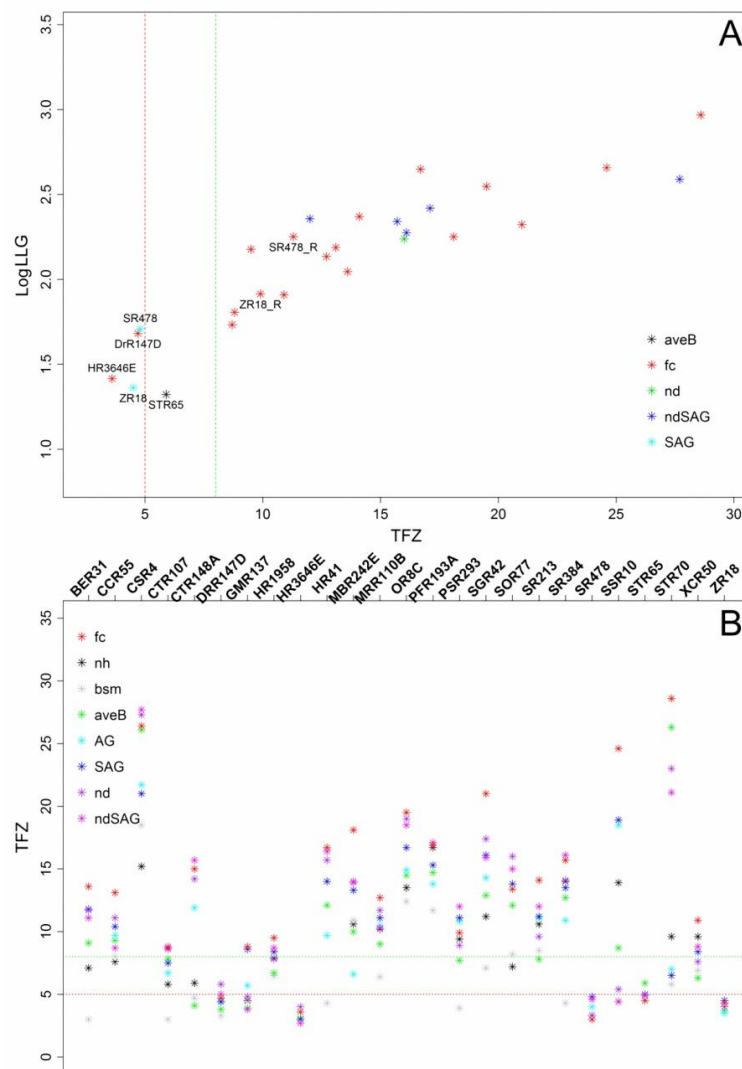 A
3.5
3.0
2.5
2.0
1.5
1.0
LogLLG
SR478_R
ZR18_R
SR478
DrR147D
HR3646E
ZR18
STR65
aveB
fc
nd
ndSAG
SAG
5
10
15
20
25
30
TFZ
BER31
CCR55
CSR4
CTR107
CTR148A
DRR147D
GMR137
HR1958
HR3646E
HR41
MBR242E
MRR110B
OR8C
PFR193A
PSR293
SGR42
SOR77
SR213
SR384
SR478
SSR10
STR65
STR70
XCR50
ZR18
B
35
30
25
20
15
10
5
0
TFZ
fc
nh
bsm
aveB
AG
SAG
nd
ndSAG